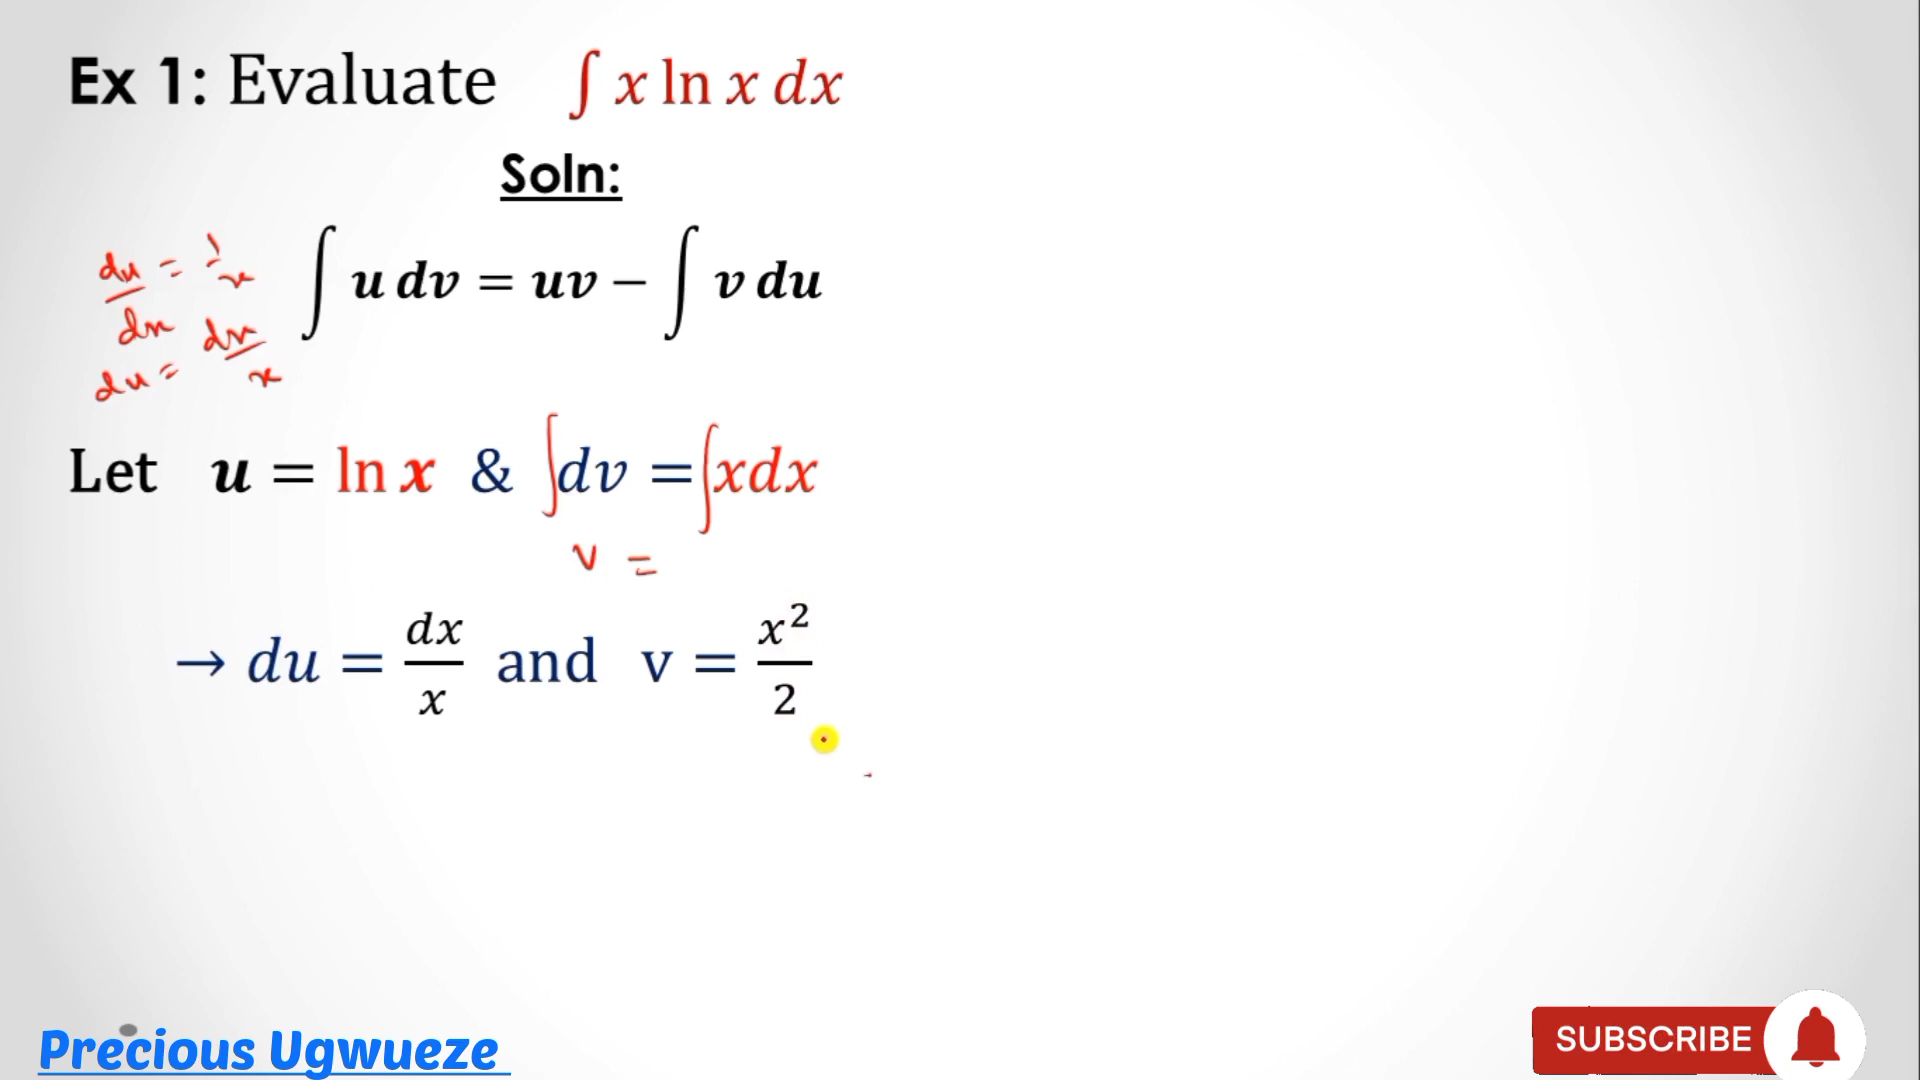 Ex 1: Evaluate ∫ x ln x dx
Soln:
du/dx = 1/x
∫ u dv = uv − ∫ v du
du = dx/x
Let u = ln x & ∫dv = ∫xdx
v =
→ du = dx/x and v = x²/2
Precious Ugwueze
SUBSCRIBE